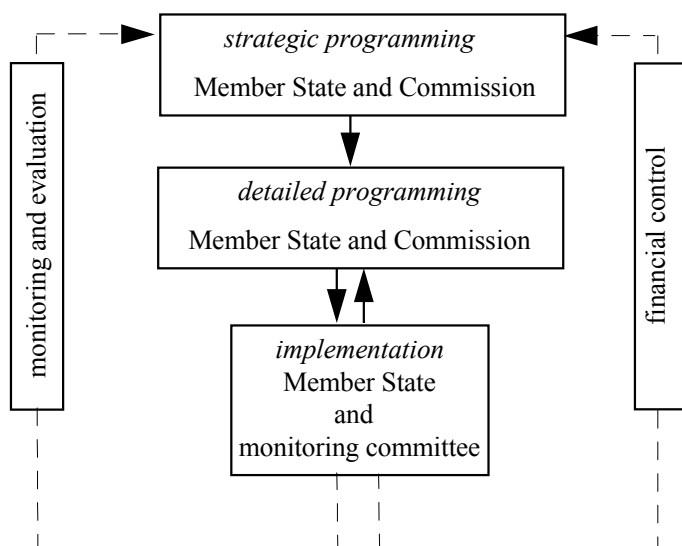 strategic programming
Member State and Commission
monitoring and evaluation
financial control
detailed programming
Member State and Commission
implementation
Member State
and
monitoring committee